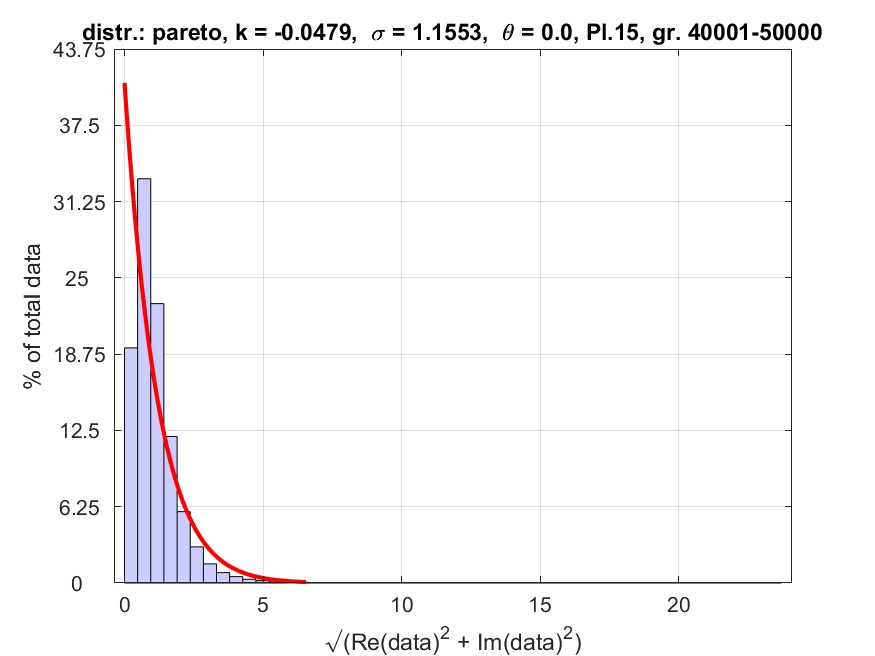 distr.: pareto, k = -0.0479, σ = 1.1553, θ = 0.0, Pl.15, gr. 40001-50000
43.75
37.5
31.25
25
18.75
12.5
6.25
0
% of total data
0 5 10 15 20
√(Re(data)² + Im(data)²)